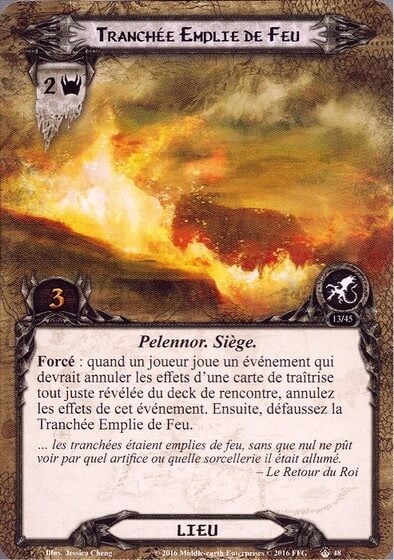 Tranchée Emplie de Feu
2
3
13/45
Pelennor. Siège.
Forcé : quand un joueur joue un événement qui
devrait annuler les effets d'une carte de traîtrise
tout juste révélée du deck de rencontre, annulez
les effets de cet événement. Ensuite, défaussez la
Tranchée Emplie de Feu.
... les tranchées étaient emplies de feu, sans que nul ne pût
voir par quel artifice ou quelle sorcellerie il était allumé.
– Le Retour du Roi
LIEU
Illus. Jessica Cheng
© 2016 Middle-earth Enterprises © 2016 FFG
48